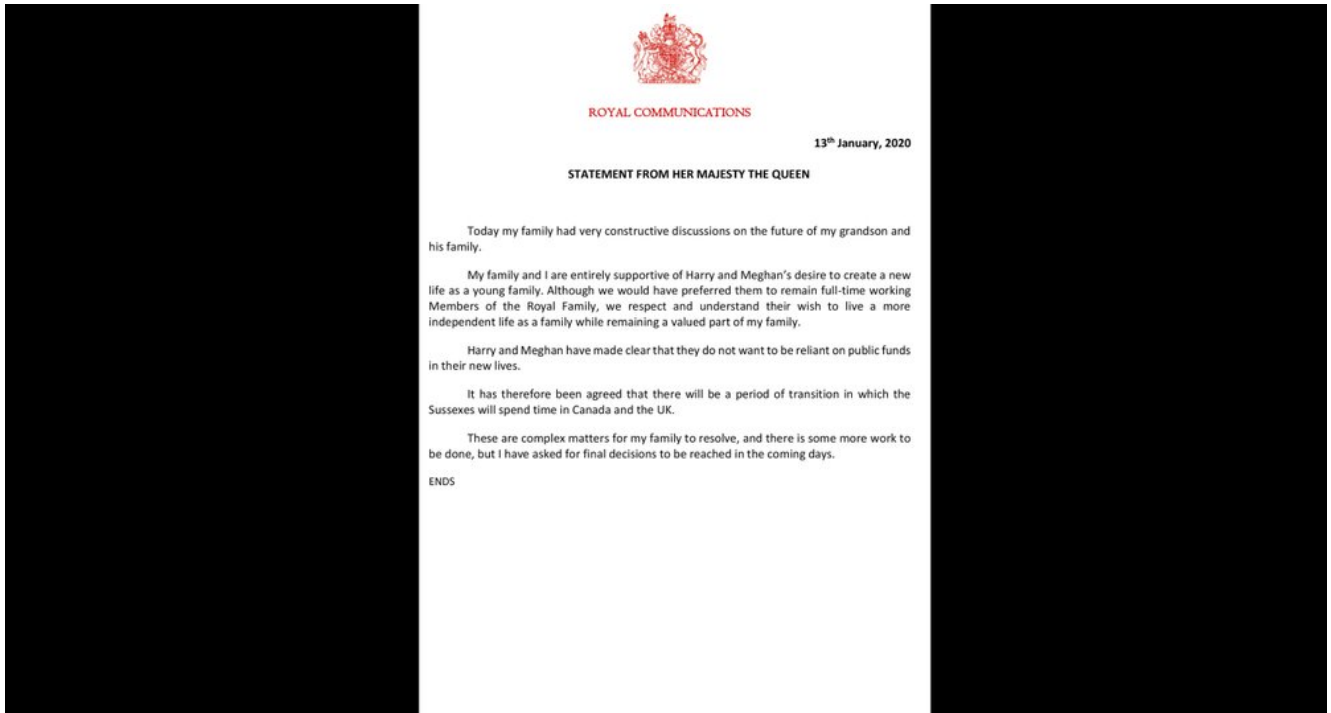 ROYAL COMMUNICATIONS
13th January, 2020
STATEMENT FROM HER MAJESTY THE QUEEN
Today my family had very constructive discussions on the future of my grandson and
his family.
My family and I are entirely supportive of Harry and Meghan’s desire to create a new
life as a young family. Although we would have preferred them to remain full-time working
Members of the Royal Family, we respect and understand their wish to live a more
independent life as a family while remaining a valued part of my family.
Harry and Meghan have made clear that they do not want to be reliant on public funds
in their new lives.
It has therefore been agreed that there will be a period of transition in which the
Sussexes will spend time in Canada and the UK.
These are complex matters for my family to resolve, and there is some more work to
be done, but I have asked for final decisions to be reached in the coming days.
ENDS